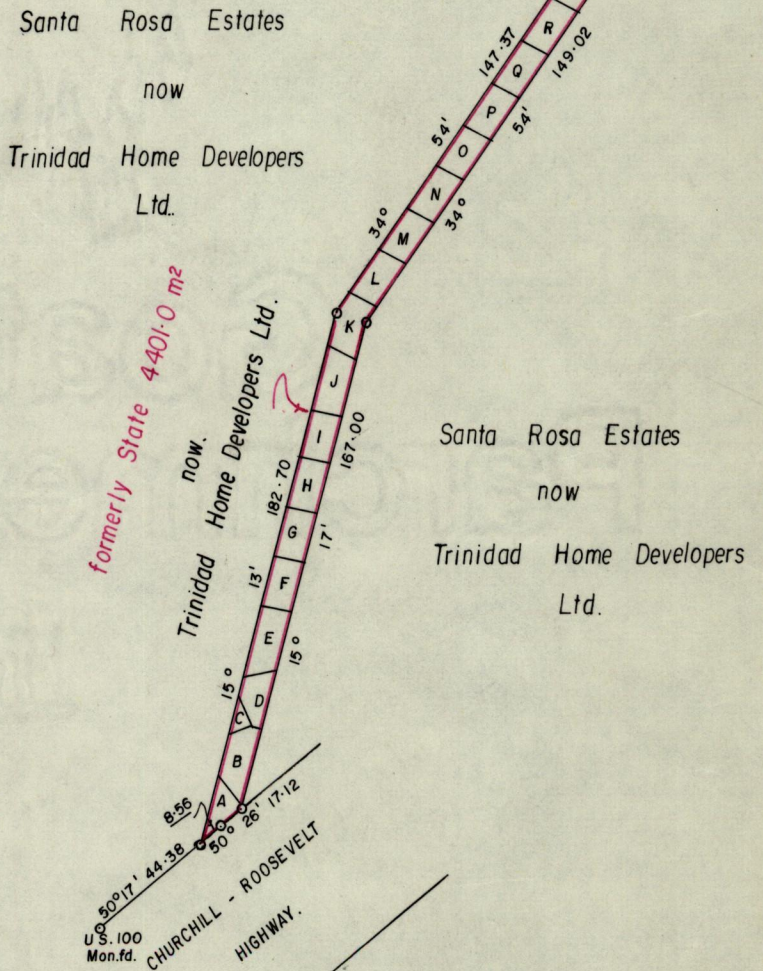 Santa Rosa Estates
now
Trinidad Home Developers
Ltd..
formerly State 4401·0 m²
now.
Trinidad Home Developers Ltd.
Santa Rosa Estates
now
Trinidad Home Developers
Ltd.
R
Q
P
O
N
M
L
K
J
I
H
G
F
E
D
C
B
A
34° 54' 147·37
34° 54' 149·02
?
15° 13' 182·70
15° 17' 167·00
8·56
50° 26' 17·12
50° 17' 44·38
U S. 100
Mon.fd.
CHURCHILL - ROOSEVELT
HIGHWAY.